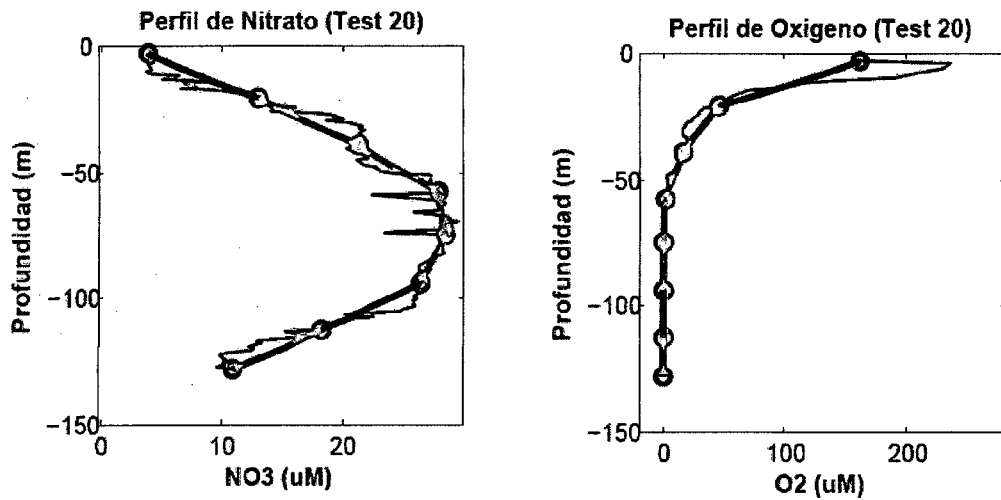 Perfil de Nitrato (Test 20)
0
−50
−100
−150
Profundidad (m)
0
10
20
NO3 (uM)
Perfil de Oxigeno (Test 20)
0
−50
−100
−150
Profundidad (m)
0
100
200
O2 (uM)